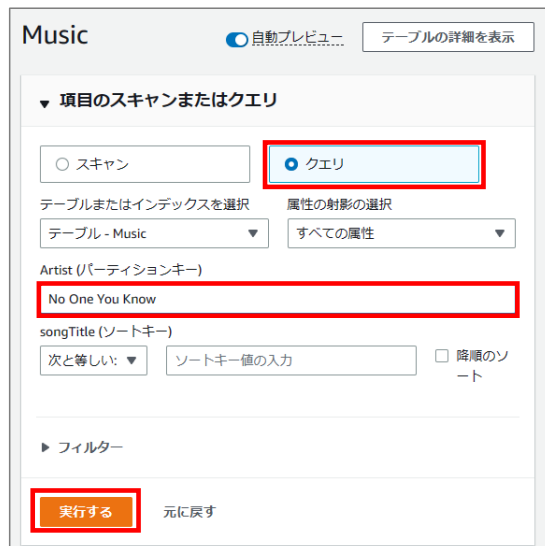 Music
自動プレビュー
テーブルの詳細を表示
項目のスキャンまたはクエリ
スキャン
クエリ
テーブルまたはインデックスを選択
属性の射影の選択
テーブル - Music
すべての属性
Artist (パーティションキー)
No One You Know
songTitle (ソートキー)
次と等しい:
ソートキー値の入力
降順のソ
ート
フィルター
実行する
元に戻す